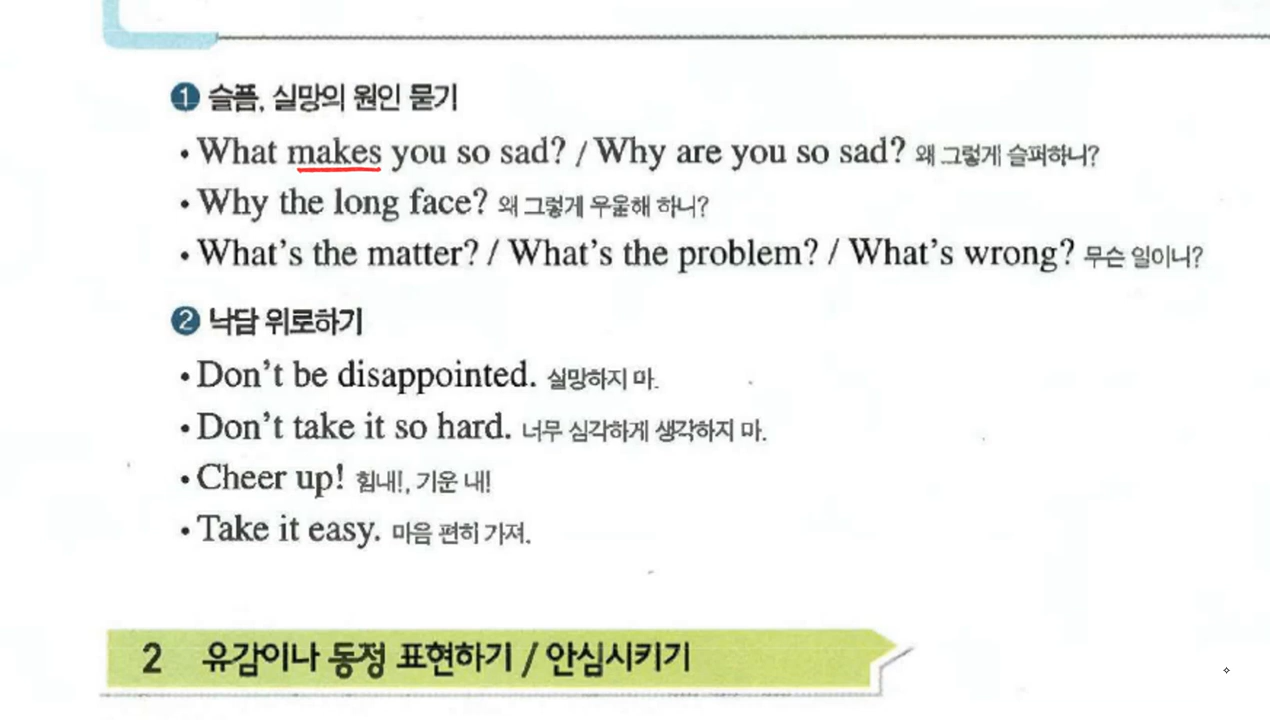 1 슬픔, 실망의 원인 묻기
• What makes you so sad? / Why are you so sad? 왜 그렇게 슬퍼하니?
• Why the long face? 왜 그렇게 우울해 하니?
• What's the matter? / What's the problem? / What's wrong? 무슨 일이니?
2 낙담 위로하기
• Don't be disappointed. 실망하지 마.
• Don't take it so hard. 너무 심각하게 생각하지 마.
• Cheer up! 힘내!, 기운 내!
• Take it easy. 마음 편히 가져.
2 유감이나 동정 표현하기 / 안심시키기